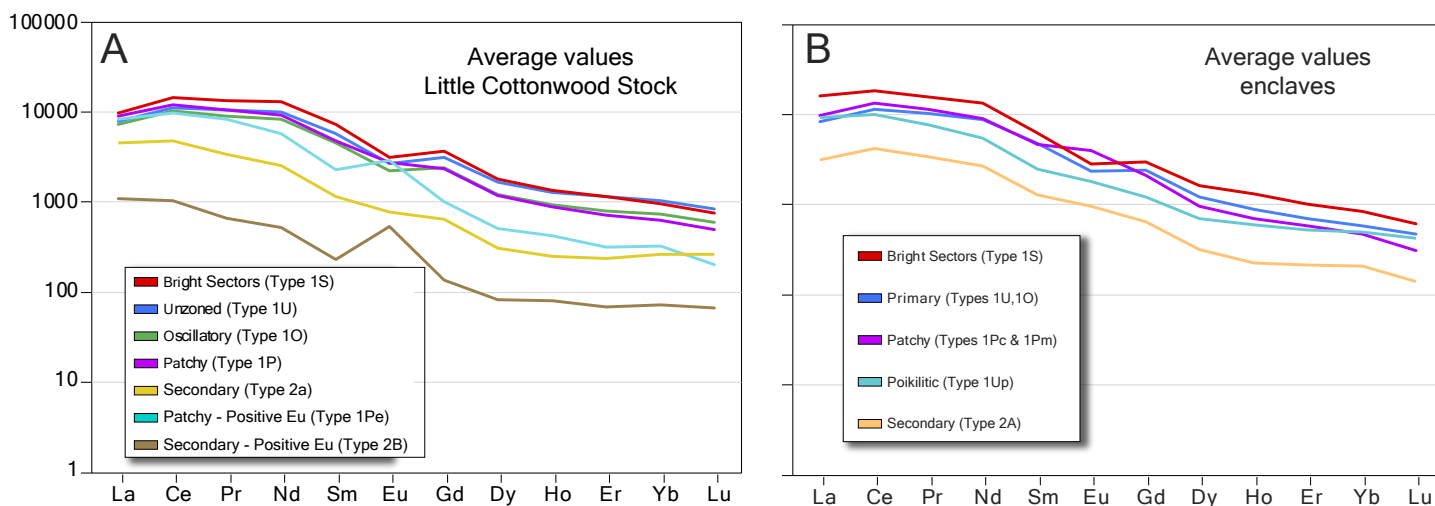 A
Average values
Little Cottonwood Stock
100000
10000
1000
100
10
1
Bright Sectors (Type 1S)
Unzoned (Type 1U)
Oscillatory (Type 1O)
Patchy (Type 1P)
Secondary (Type 2a)
Patchy - Positive Eu (Type 1Pe)
Secondary - Positive Eu (Type 2B)
La Ce Pr Nd Sm Eu Gd Dy Ho Er Yb Lu
B
Average values
enclaves
Bright Sectors (Type 1S)
Primary (Types 1U,1O)
Patchy (Types 1Pc & 1Pm)
Poikilitic (Type 1Up)
Secondary (Type 2A)
La Ce Pr Nd Sm Eu Gd Dy Ho Er Yb Lu